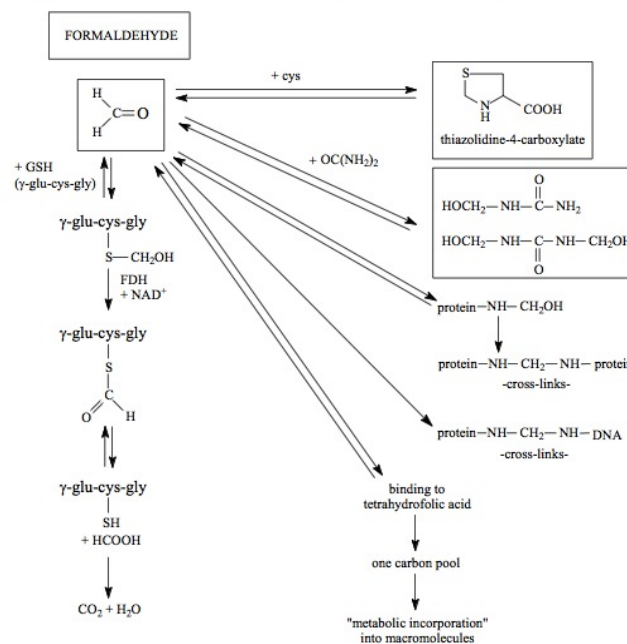 FORMALDEHYDE
H
C=O
H
+ cys
S
N
H
COOH
thiazolidine-4-carboxylate
+ OC(NH₂)₂
O
HOCH₂–NH–C–NH₂
HOCH₂–NH–C–NH–CH₂OH
O
+ GSH
(γ-glu-cys-gly)
γ-glu-cys-gly
S—CH₂OH
FDH
+ NAD⁺
γ-glu-cys-gly
S
C
O
H
γ-glu-cys-gly
SH
+ HCOOH
CO₂ + H₂O
protein–NH–CH₂OH
protein–NH–CH₂–NH–protein
-cross-links-
protein–NH–CH₂–NH–DNA
-cross-links-
binding to
tetrahydrofolic acid
one carbon pool
"metabolic incorporation"
into macromolecules